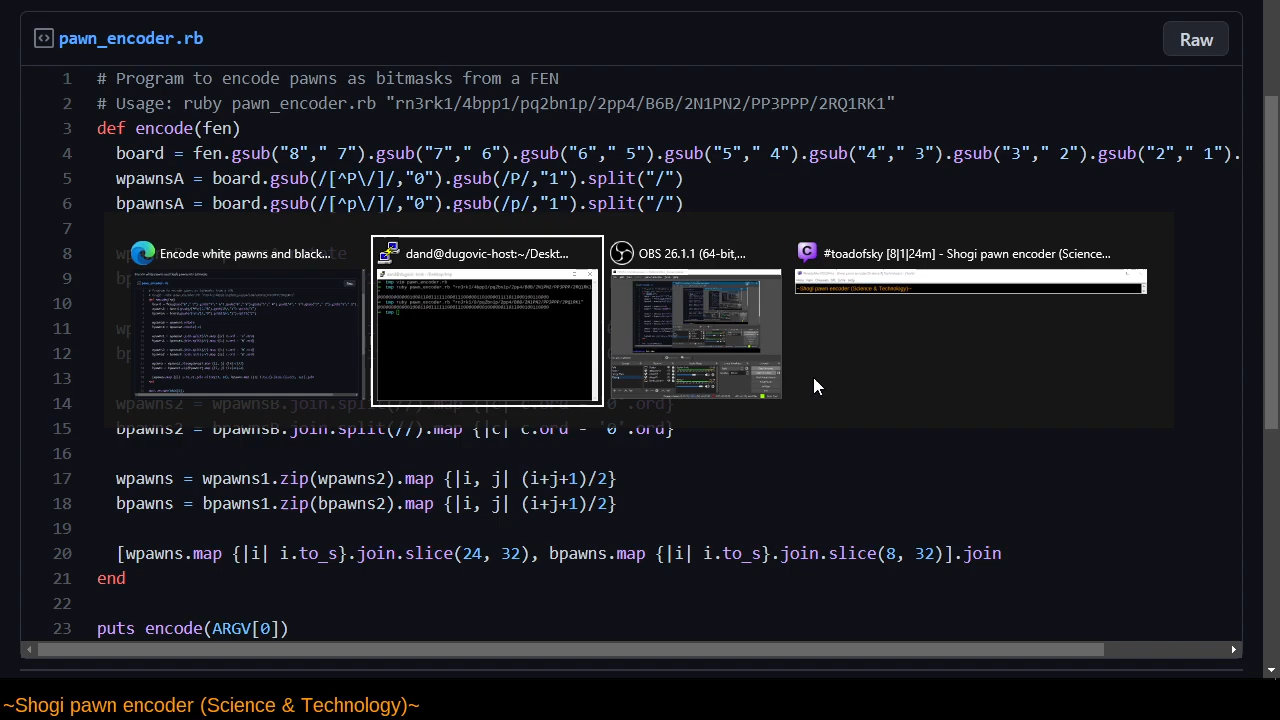 pawn_encoder.rb
Raw
1 # Program to encode pawns as bitmasks from a FEN
2 # Usage: ruby pawn_encoder.rb "rn3rk1/4bpp1/pq2bn1p/2pp4/B6B/2N1PN2/PP3PPP/2RQ1RK1"
3 def encode(fen)
4 board = fen.gsub("8"," 7").gsub("7"," 6").gsub("6"," 5").gsub("5"," 4").gsub("4"," 3").gsub("3"," 2").gsub("2"," 1").
5 wpawnsA = board.gsub(/[^P\/]/,"0").gsub(/P/,"1").split("/")
6 bpawnsA = board.gsub(/[^p\/]/,"0").gsub(/p/,"1").split("/")
7
8
9
10
11
12
13
14 wpawns2 = wpawnsB.join.split(//).map {|c| c.ord - '0'.ord}
15 bpawns2 = bpawnsB.join.split(//).map {|c| c.ord - '0'.ord}
16
17 wpawns = wpawns1.zip(wpawns2).map {|i, j| (i+j+1)/2}
18 bpawns = bpawns1.zip(bpawns2).map {|i, j| (i+j+1)/2}
19
20 [wpawns.map {|i| i.to_s}.join.slice(24, 32), bpawns.map {|i| i.to_s}.join.slice(8, 32)].join
21 end
22
23 puts encode(ARGV[0])
Encode white pawns and black...
dand@dugovic-host:~/Deskt...
OBS 26.1.1 (64-bit,...
#toadofsky [8|1|24m] - Shogi pawn encoder (Science...
~Shogi pawn encoder (Science & Technology)~